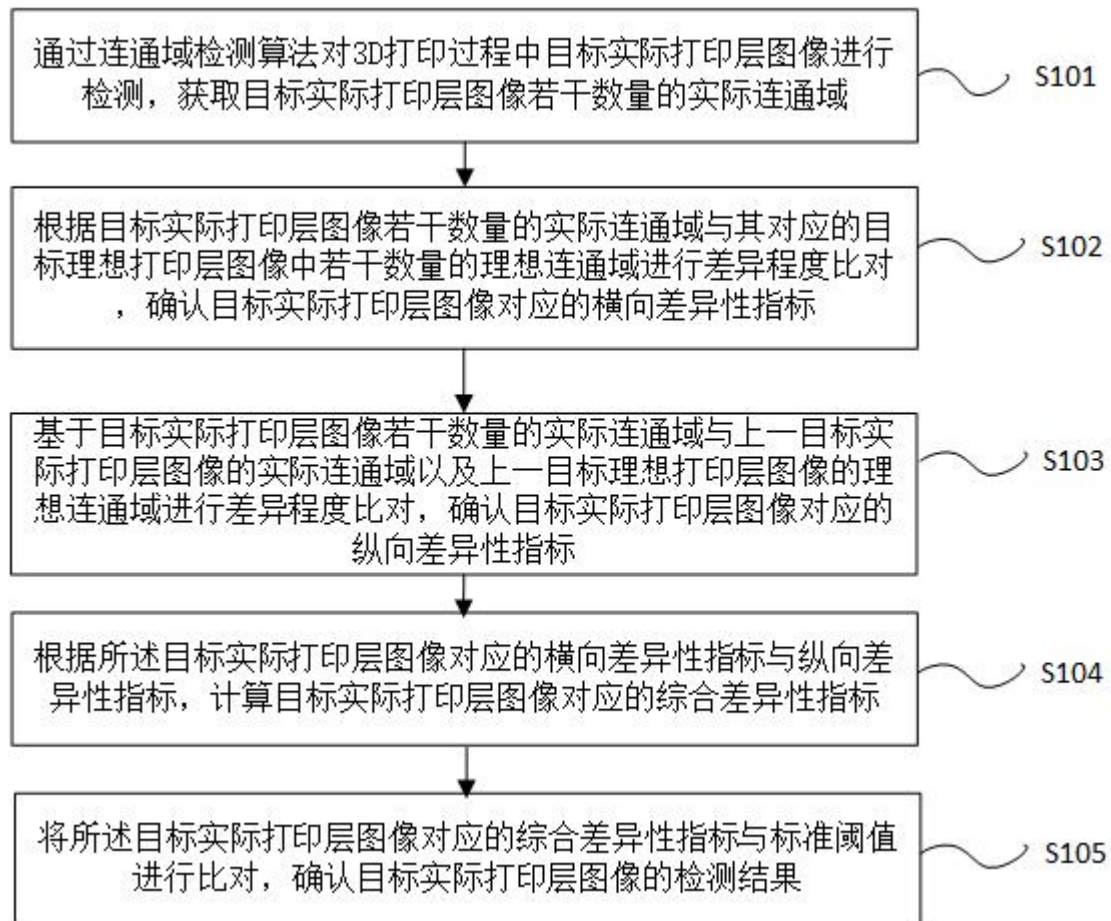 通过连通域检测算法对3D打印过程中目标实际打印层图像进行
检测，获取目标实际打印层图像若干数量的实际连通域
S101
根据目标实际打印层图像若干数量的实际连通域与其对应的目
标理想打印层图像中若干数量的理想连通域进行差异程度比对
，确认目标实际打印层图像对应的横向差异性指标
S102
基于目标实际打印层图像若干数量的实际连通域与上一目标实
际打印层图像的实际连通域以及上一目标理想打印层图像的理
想连通域进行差异程度比对，确认目标实际打印层图像对应的
纵向差异性指标
S103
根据所述目标实际打印层图像对应的横向差异性指标与纵向差
异性指标，计算目标实际打印层图像对应的综合差异性指标
S104
将所述目标实际打印层图像对应的综合差异性指标与标准阈值
进行比对，确认目标实际打印层图像的检测结果
S105